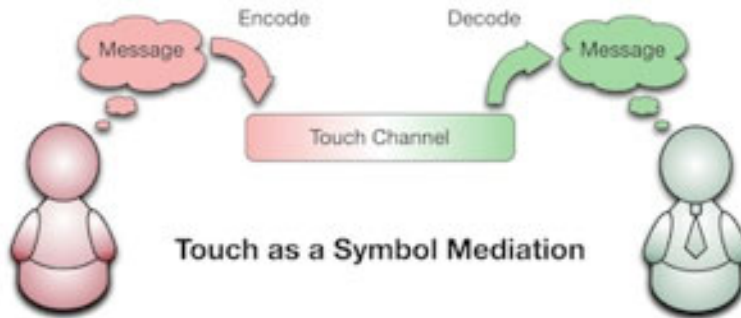 Encode
Decode
Message
Message
Touch Channel
Touch as a Symbol Mediation